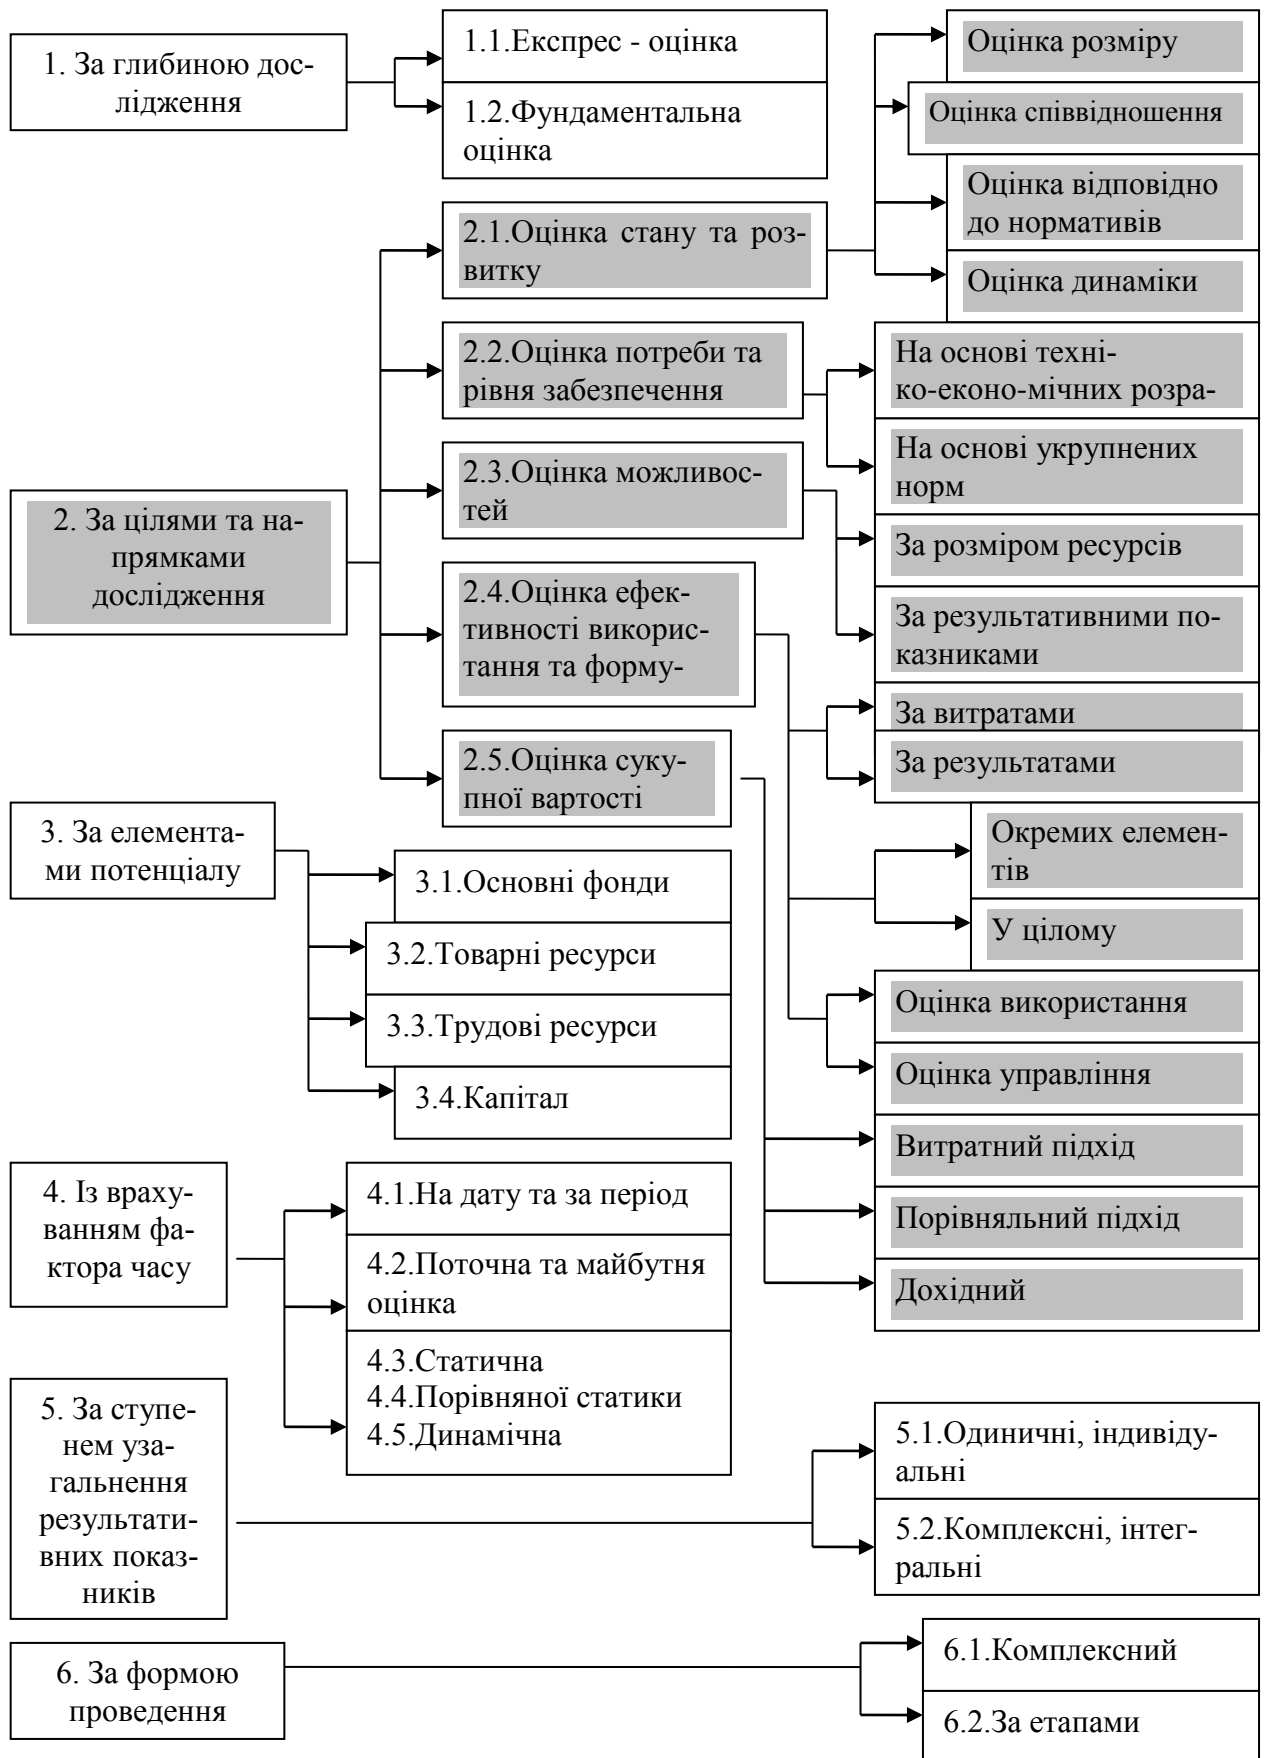 1. За глибиною дос-
лідження
1.1.Експрес - оцінка
1.2.Фундаментальна
оцінка
2. За цілями та на-
прямками
дослідження
2.1.Оцінка стану та роз-
витку
Оцінка розміру
Оцінка співвідношення
Оцінка відповідно
до нормативів
Оцінка динаміки
2.2.Оцінка потреби та
рівня забезпечення
На основі техні-
ко-еконо-мічних розра-
На основі укрупнених
норм
2.3.Оцінка можливос-
тей
За розміром ресурсів
За результативними по-
казниками
2.4.Оцінка ефек-
тивності викорис-
тання та форму-
За витратами
За результатами
Окремих елемен-
тів
У цілому
Оцінка використання
Оцінка управління
2.5.Оцінка суку-
пної вартості
Витратний підхід
Порівняльний підхід
Дохідний
3. За елемента-
ми потенціалу
3.1.Основні фонди
3.2.Товарні ресурси
3.3.Трудові ресурси
3.4.Капітал
4. Із враху-
ванням фа-
ктора часу
4.1.На дату та за період
4.2.Поточна та майбутня
оцінка
4.3.Статична
4.4.Порівняної статики
4.5.Динамічна
5. За ступе-
нем уза-
гальнення
результати-
вних показ-
ників
5.1.Одиничні, індивіду-
альні
5.2.Комплексні, інтег-
ральні
6. За формою
проведення
6.1.Комплексний
6.2.За етапами